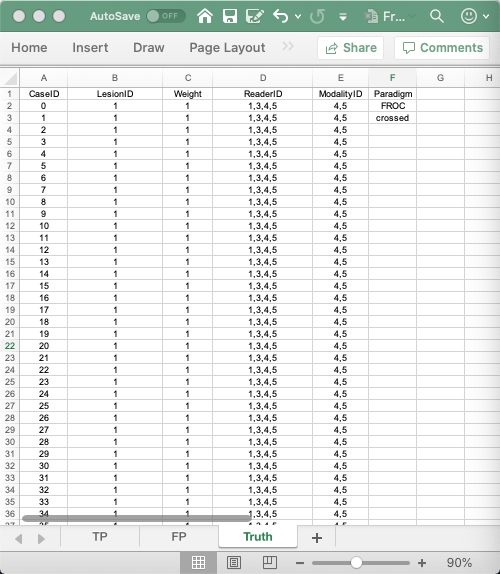 AutoSave OFF Fr...
Home Insert Draw Page Layout Share Comments
A B C D E F G H
1 CaseID LesionID Weight ReaderID ModalityID Paradigm
2 0 1 1 1,3,4,5 4,5 FROC
3 1 1 1 1,3,4,5 4,5 crossed
4 2 1 1 1,3,4,5 4,5
5 3 1 1 1,3,4,5 4,5
6 4 1 1 1,3,4,5 4,5
7 5 1 1 1,3,4,5 4,5
8 6 1 1 1,3,4,5 4,5
9 7 1 1 1,3,4,5 4,5
10 8 1 1 1,3,4,5 4,5
11 9 1 1 1,3,4,5 4,5
12 10 1 1 1,3,4,5 4,5
13 11 1 1 1,3,4,5 4,5
14 12 1 1 1,3,4,5 4,5
15 13 1 1 1,3,4,5 4,5
16 14 1 1 1,3,4,5 4,5
17 15 1 1 1,3,4,5 4,5
18 16 1 1 1,3,4,5 4,5
19 17 1 1 1,3,4,5 4,5
20 18 1 1 1,3,4,5 4,5
21 19 1 1 1,3,4,5 4,5
22 20 1 1 1,3,4,5 4,5
23 21 1 1 1,3,4,5 4,5
24 22 1 1 1,3,4,5 4,5
25 23 1 1 1,3,4,5 4,5
26 24 1 1 1,3,4,5 4,5
27 25 1 1 1,3,4,5 4,5
28 26 1 1 1,3,4,5 4,5
29 27 1 1 1,3,4,5 4,5
30 28 1 1 1,3,4,5 4,5
31 29 1 1 1,3,4,5 4,5
32 30 1 1 1,3,4,5 4,5
33 31 1 1 1,3,4,5 4,5
34 32 1 1 1,3,4,5 4,5
35 33 1 1 1,3,4,5 4,5
36 34 1 1 1,3,4,5 4,5
TP FP Truth +
90%